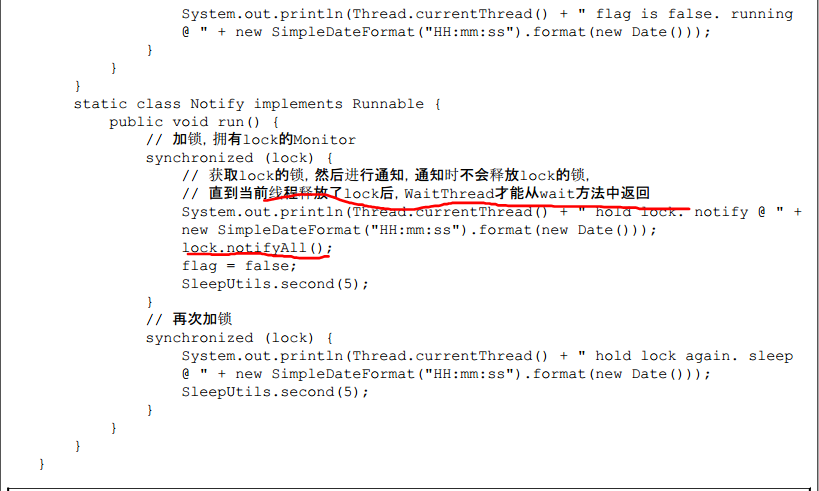 System.out.println(Thread.currentThread() + " flag is false. running
@ " + new SimpleDateFormat("HH:mm:ss").format(new Date()));
}
}
}
static class Notify implements Runnable {
public void run() {
// 加锁，拥有lock的Monitor
synchronized (lock) {
// 获取lock的锁，然后进行通知，通知时不会释放lock的锁，
// 直到当前线程释放了lock后，WaitThread才能从wait方法中返回
System.out.println(Thread.currentThread() + " hold lock. notify @ " +
new SimpleDateFormat("HH:mm:ss").format(new Date()));
lock.notifyAll();
flag = false;
SleepUtils.second(5);
}
// 再次加锁
synchronized (lock) {
System.out.println(Thread.currentThread() + " hold lock again. sleep
@ " + new SimpleDateFormat("HH:mm:ss").format(new Date()));
SleepUtils.second(5);
}
}
}
}